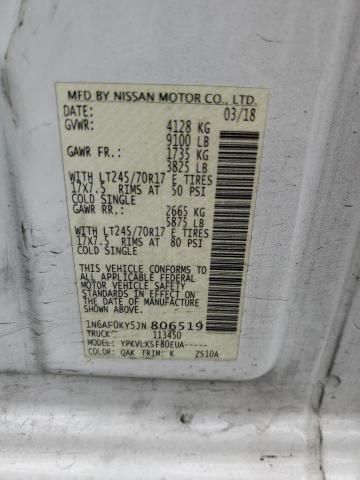 MFD BY NISSAN MOTOR CO., LTD.
DATE: 03/18
GVWR: 4128 KG
9100 LB
GAWR FR: 1735 KG
3825 LB
WITH LT245/70R17 E TIRES
17X7.5 RIMS AT 50 PSI
COLD SINGLE
GAWR RR: 2665 KG
5875 LB
WITH LT245/70R17 E TIRES
17X7.5 RIMS AT 80 PSI
COLD SINGLE
THIS VEHICLE CONFORMS TO
ALL APPLICABLE FEDERAL
MOTOR VEHICLE SAFETY
STANDARDS IN EFFECT ON
THE DATE OF MANUFACTURE
SHOWN ABOVE.
1N6AF0KY5JN806519
TRUCK 113450
MODEL: YPKVLXSF80EUA-----
COLOR: QAK TRIM: K 2S10A